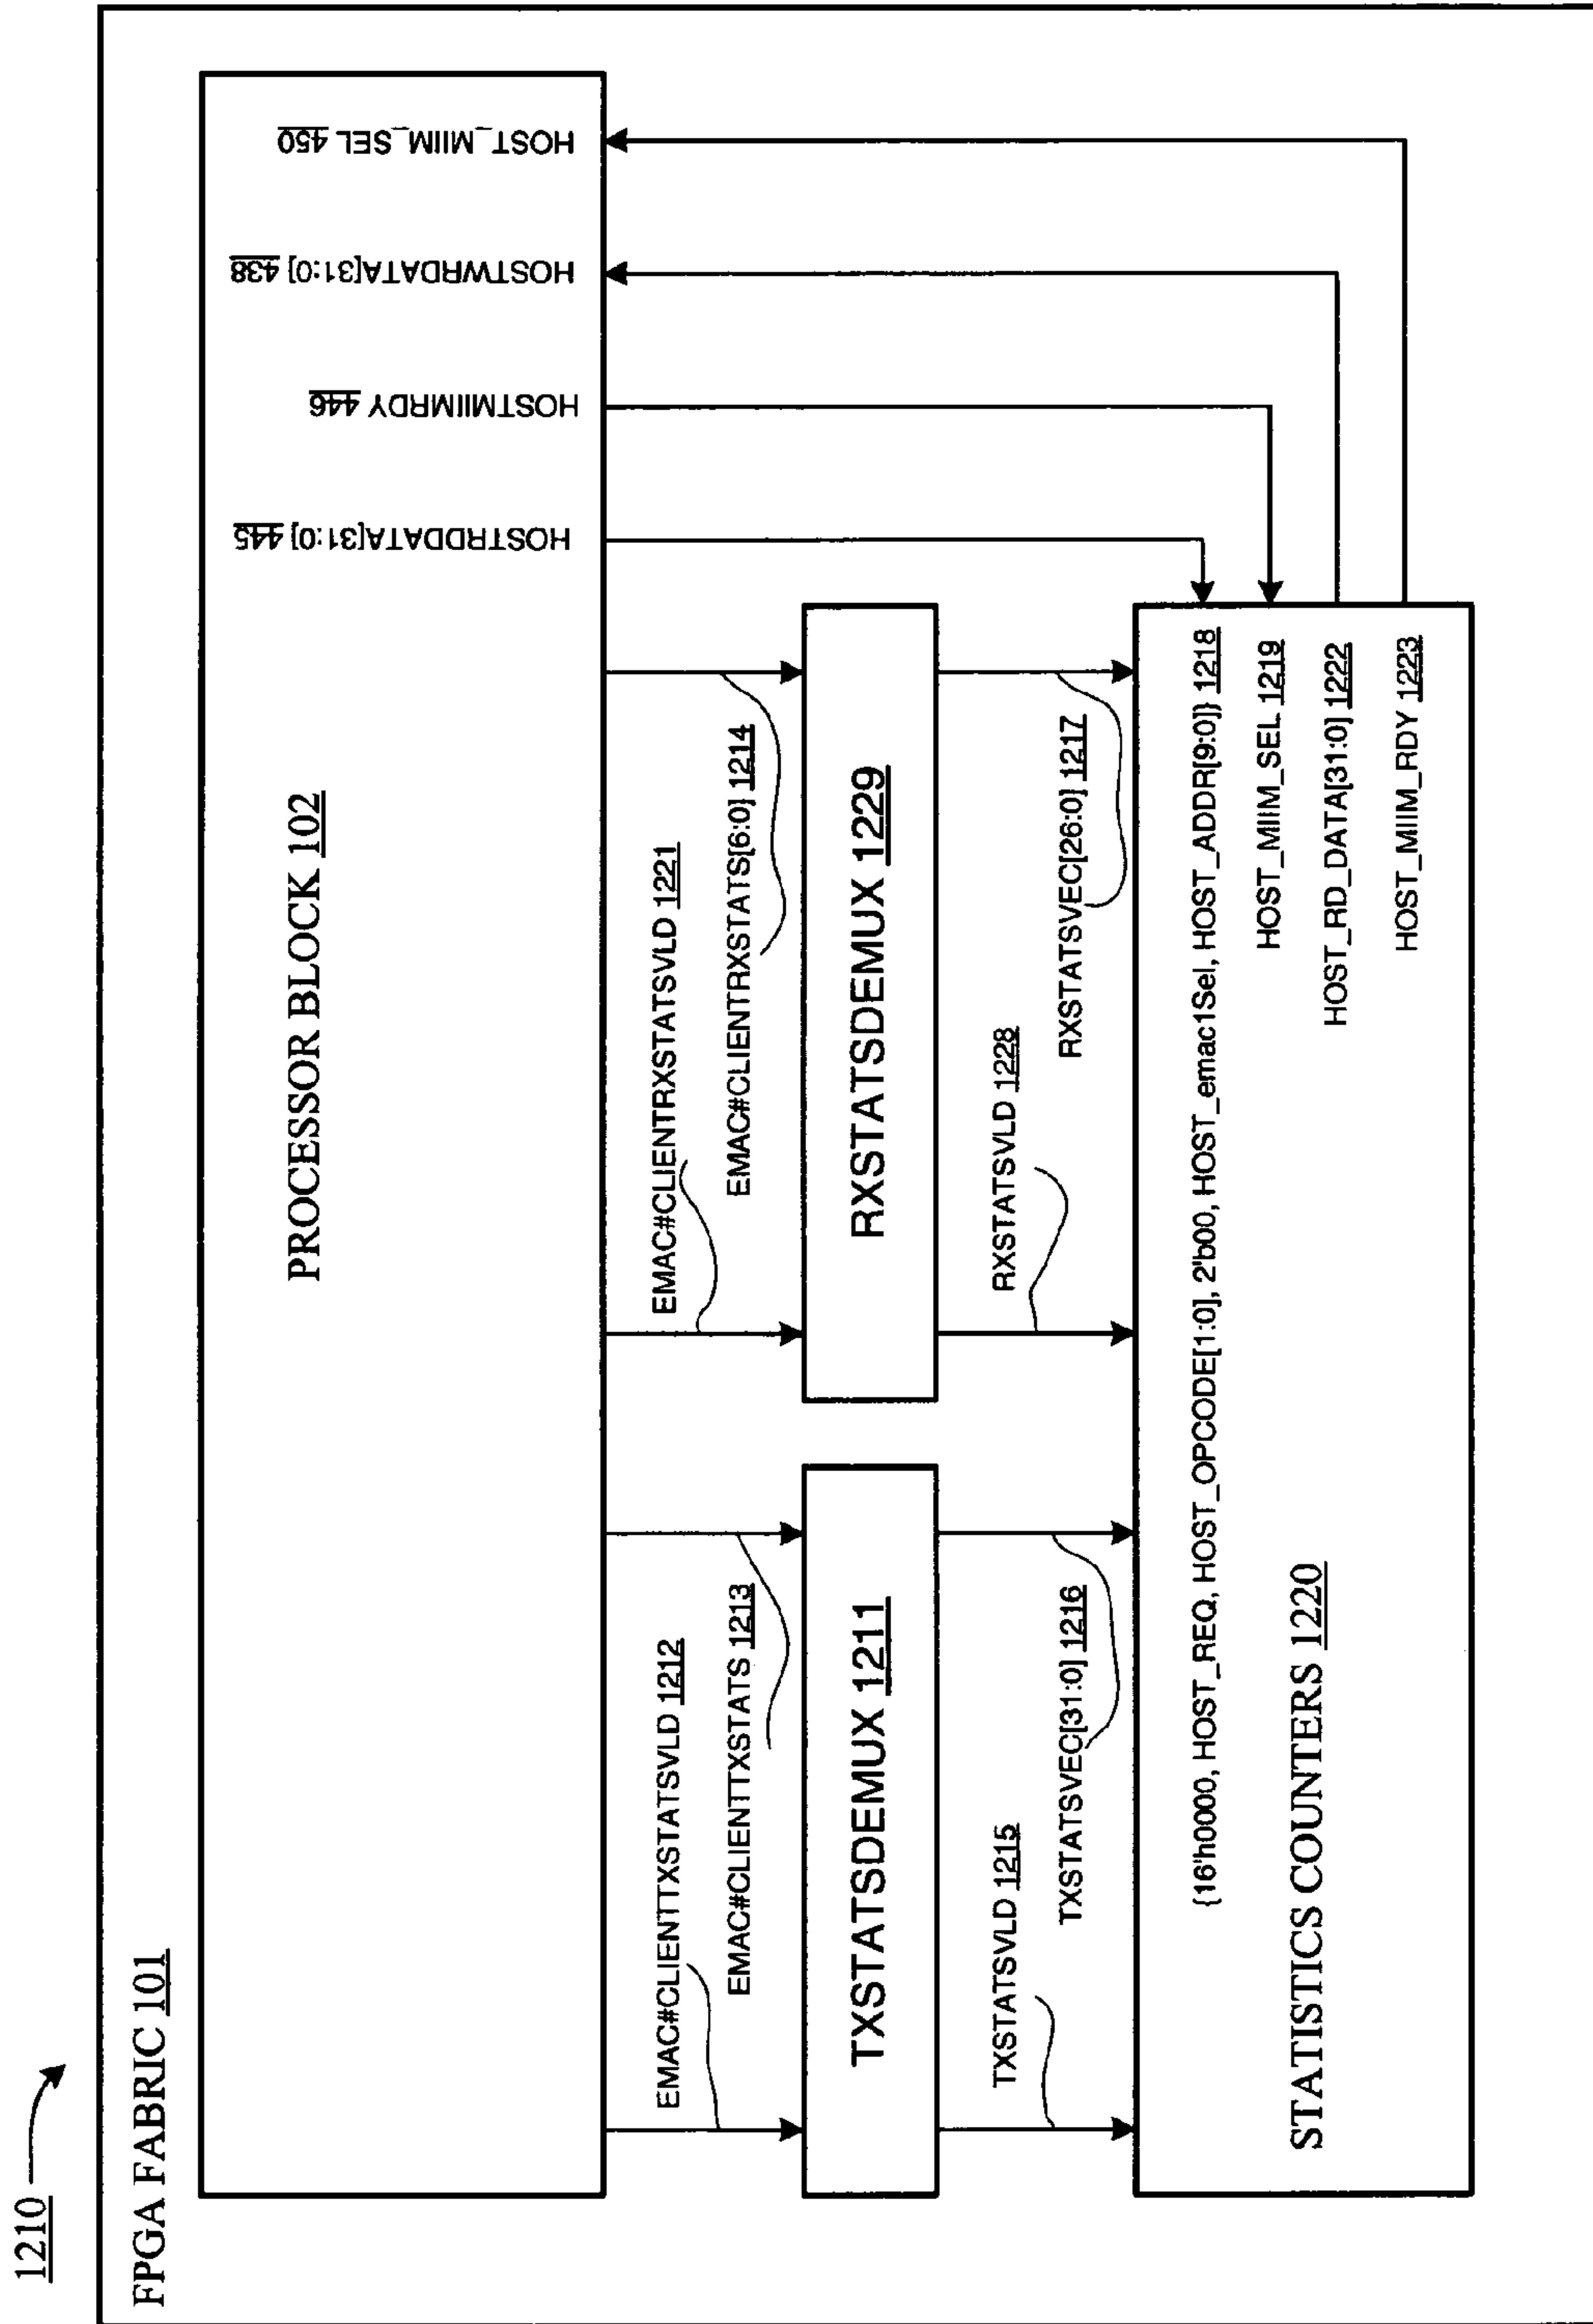 1210
FPGA FABRIC 101
PROCESSOR BLOCK 102
HOSTRDDATA[31:0] 445
HOSTMIIMRDY 446
HOSTWRDATA[31:0] 438
HOST_MIIM_SEL 450
EMAC#CLIENTTXSTATSVLD 1212
EMAC#CLIENTTXSTATS 1213
EMAC#CLIENTRXSTATSVLD 1221
EMAC#CLIENTRXSTATS[6:0] 1214
TXSTATSDEMUX 1211
RXSTATSDEMUX 1229
TXSTATSVLD 1215
TXSTATSVEC[31:0] 1216
RXSTATSVLD 1228
RXSTATSVEC[26:0] 1217
{16'h0000, HOST_REQ, HOST_OPCODE[1:0], 2'b00, HOST_emac1Sel, HOST_ADDR[9:0]} 1218
HOST_MIIM_SEL 1219
HOST_RD_DATA[31:0] 1222
HOST_MIIM_RDY 1223
STATISTICS COUNTERS 1220